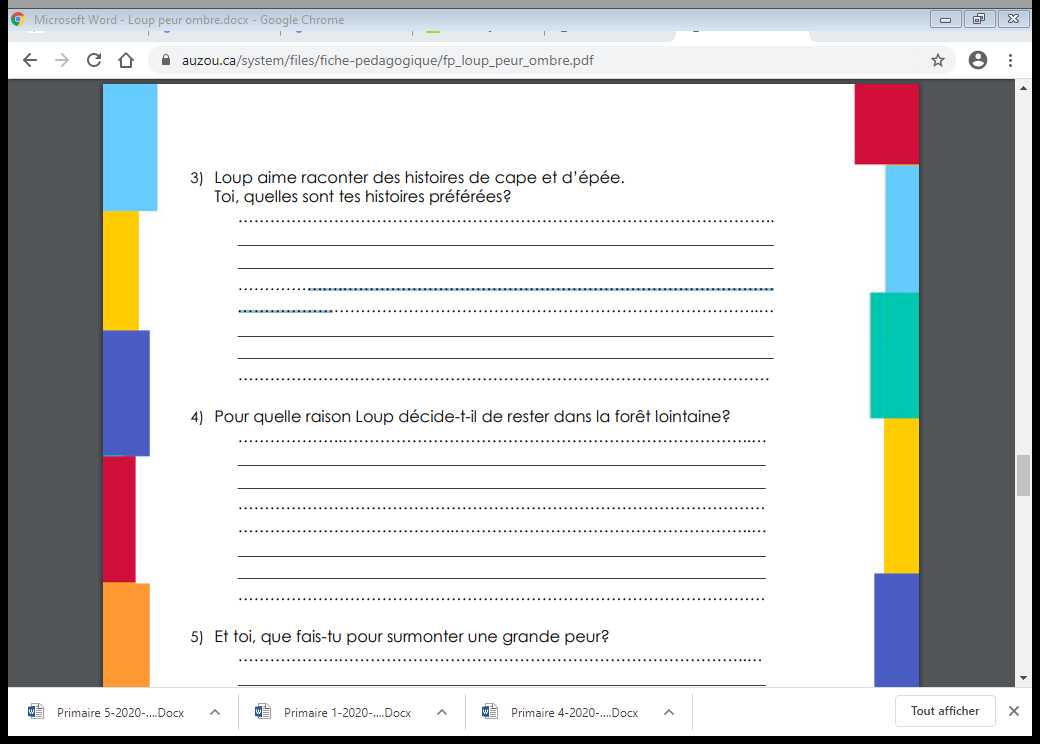 Microsoft Word - Loup peur ombre.docx - Google Chrome
auzou.ca/system/files/fiche-pedagogique/fp_loup_peur_ombre.pdf
3) Loup aime raconter des histoires de cape et d'épée.
Toi, quelles sont tes histoires préférées?
4) Pour quelle raison Loup décide-t-il de rester dans la forêt lointaine?
5) Et toi, que fais-tu pour surmonter une grande peur?
Primaire 5-2020-....Docx
Primaire 1-2020-....Docx
Primaire 4-2020-....Docx
Tout afficher